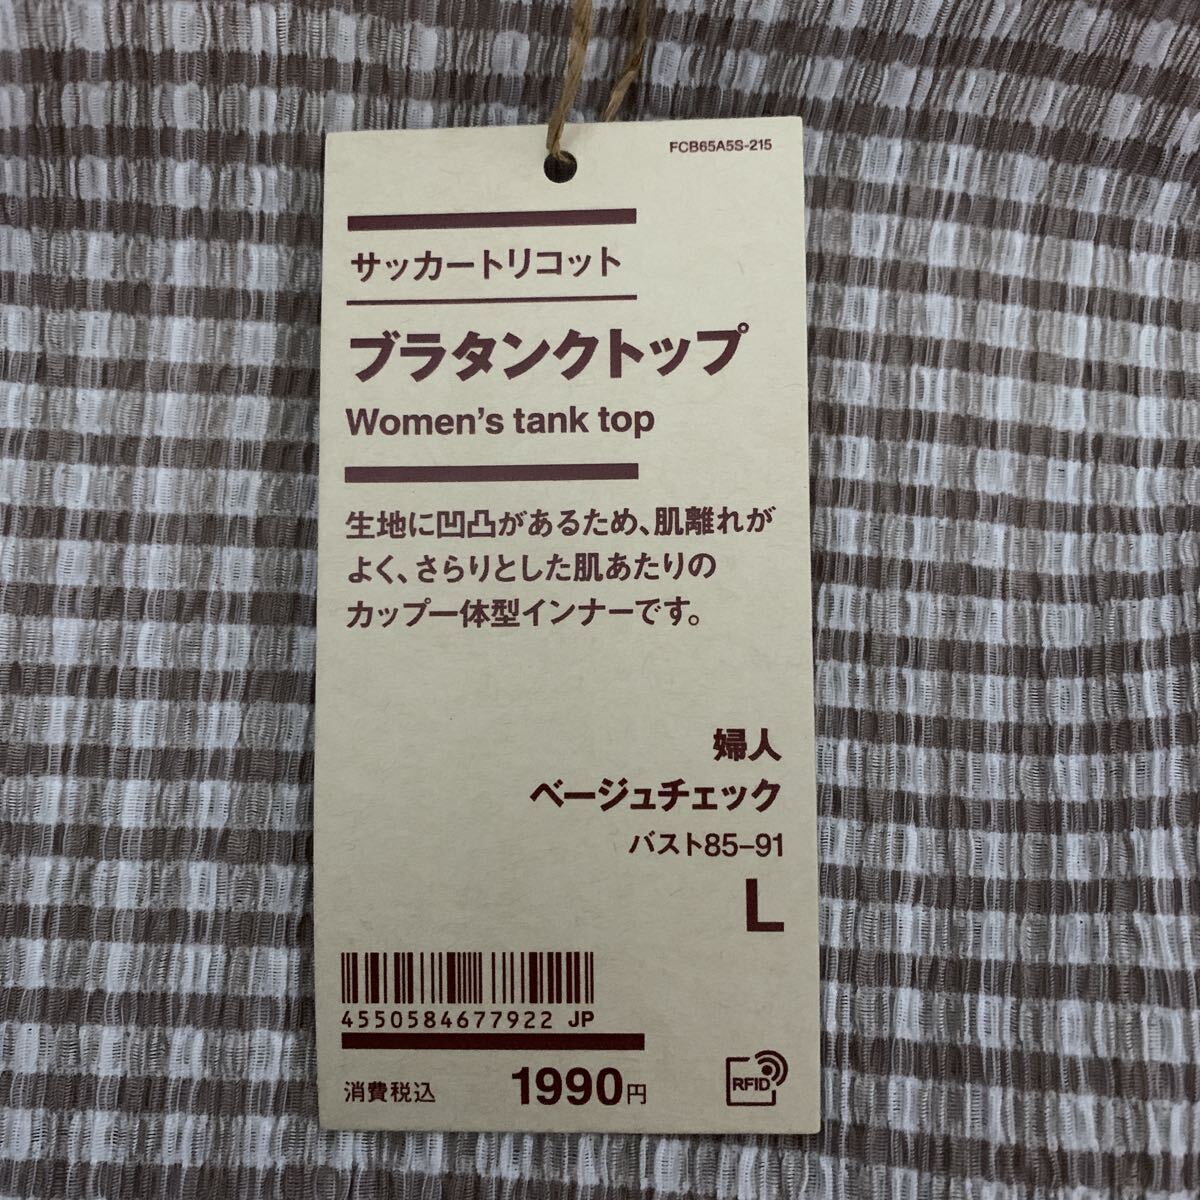 FCB65A5S-215
サッカートリコット
ブラタンクトップ
Women's tank top
生地に凹凸があるため、肌離れが
よく、さらりとした肌あたりの
カップ一体型インナーです。
婦人
ベージュチェック
バスト85-91
L
4550584677922 JP
消費税込 1990円
RFID